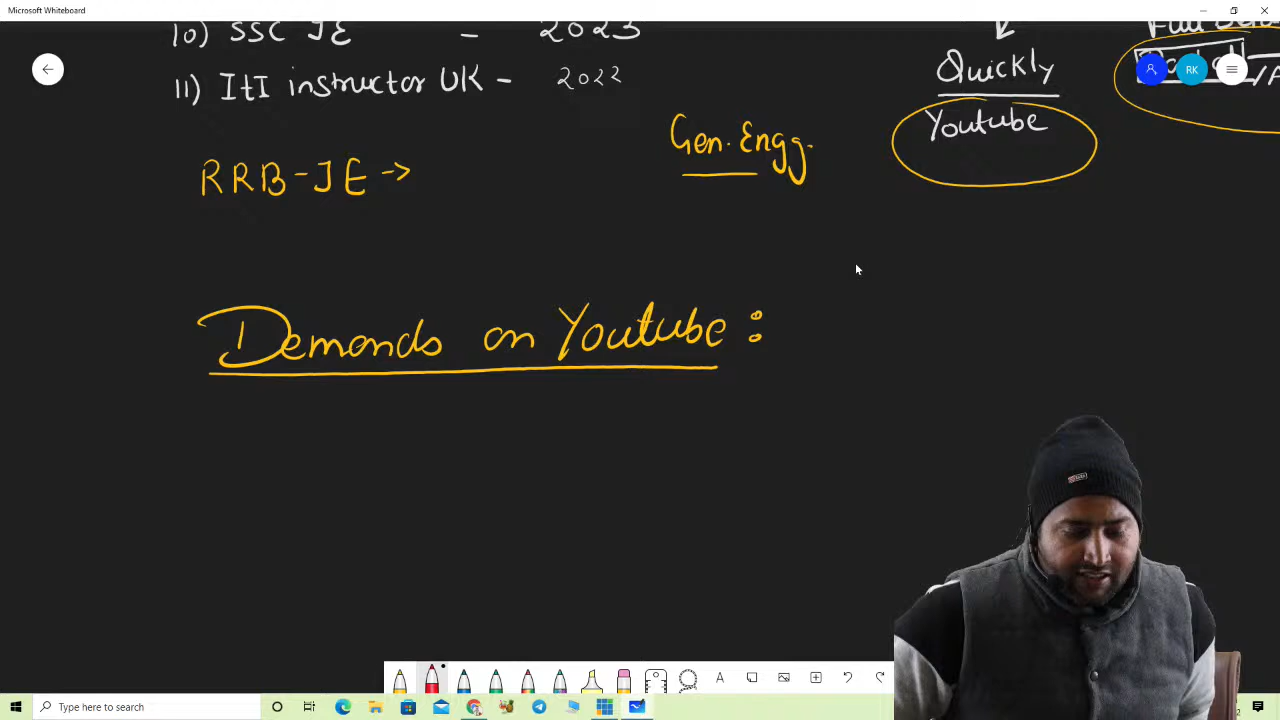 Microsoft Whiteboard
10) SSC JE - 2023
11) ItI instructor UK - 2022
Quickly
Youtube
RK
Gen. Engg.
RRB-JE →
Demands on Youtube :
A
Type here to search